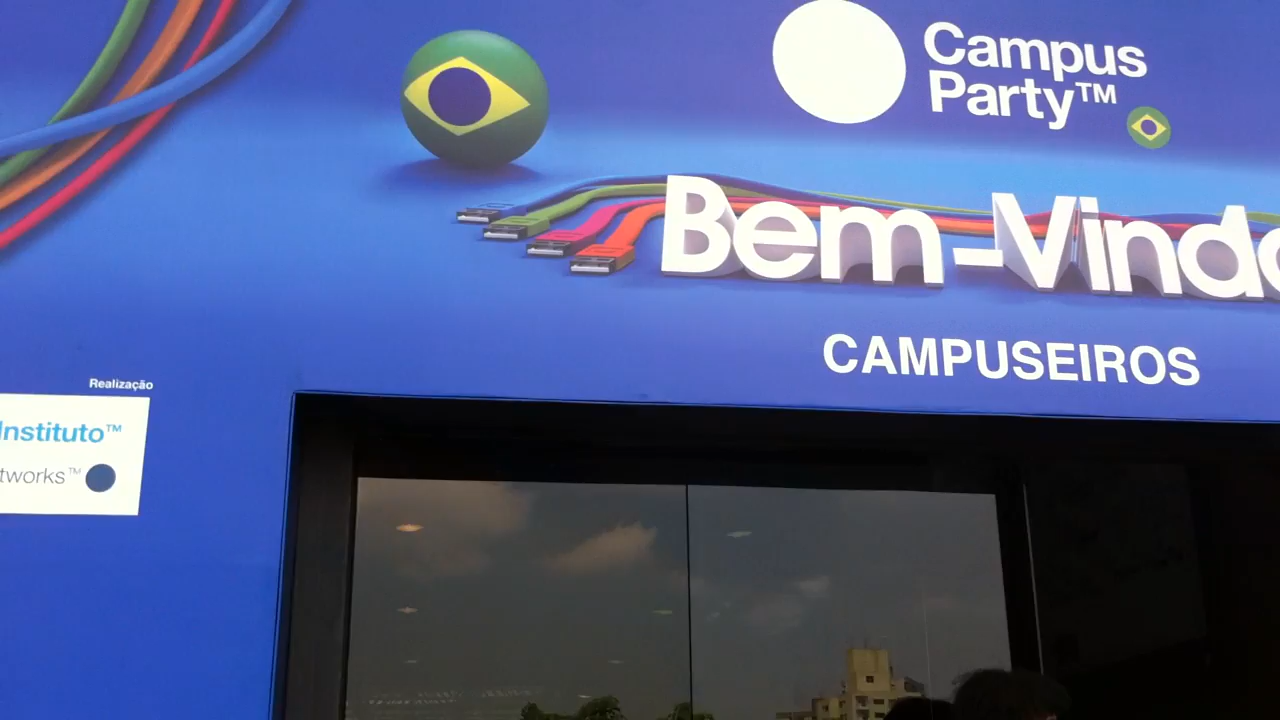 Campus
Party™
Bem-Vindo
CAMPUSEIROS
Realização
Instituto™
tworks™